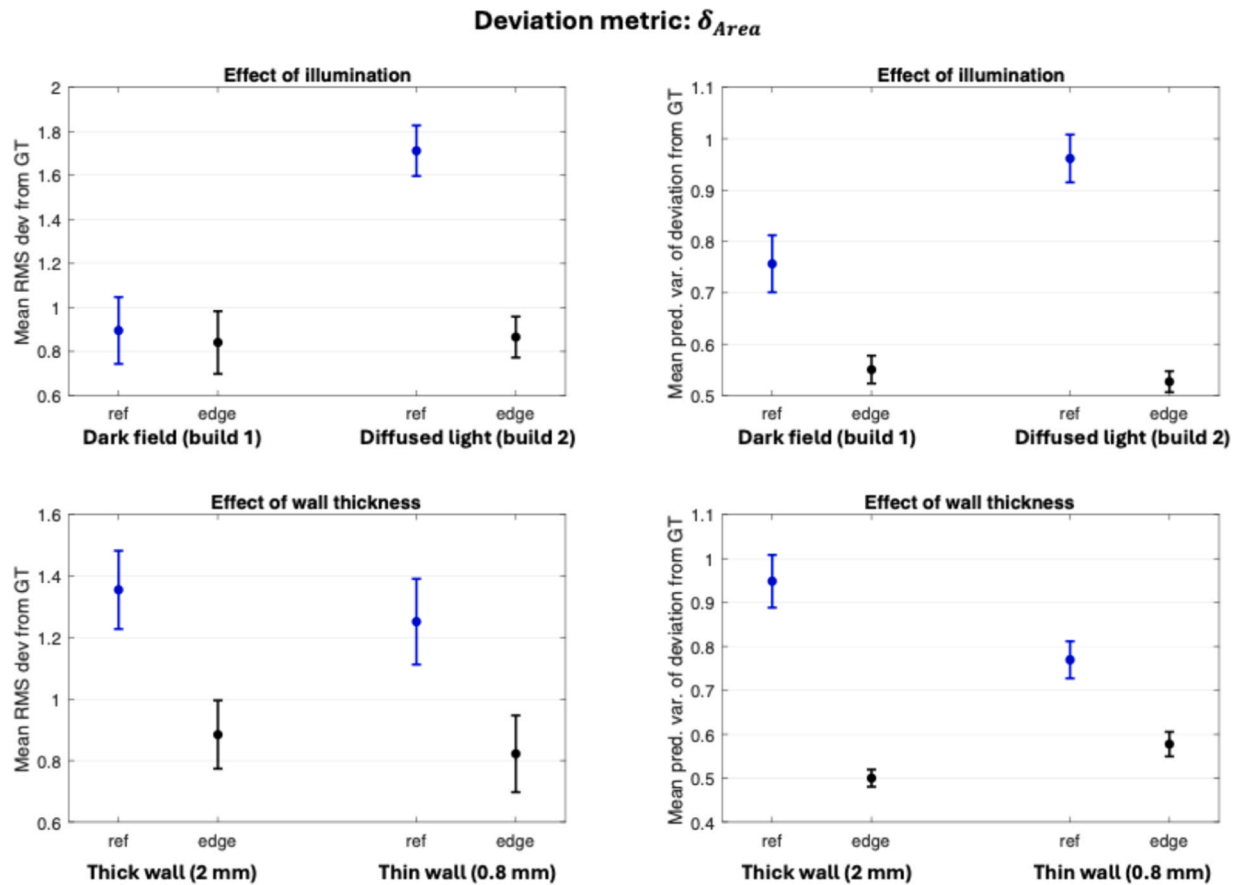 Deviation metric: δ_Area
Effect of illumination
Mean RMS dev from GT
2
1.8
1.6
1.4
1.2
1
0.8
0.6
ref edge ref edge
Dark field (build 1) Diffused light (build 2)
Effect of illumination
Mean pred. var. of deviation from GT
1.1
1
0.9
0.8
0.7
0.6
0.5
ref edge ref edge
Dark field (build 1) Diffused light (build 2)
Effect of wall thickness
Mean RMS dev from GT
1.6
1.4
1.2
1
0.8
0.6
ref edge ref edge
Thick wall (2 mm) Thin wall (0.8 mm)
Effect of wall thickness
Mean pred. var. of deviation from GT
1.1
1
0.9
0.8
0.7
0.6
0.5
0.4
ref edge ref edge
Thick wall (2 mm) Thin wall (0.8 mm)